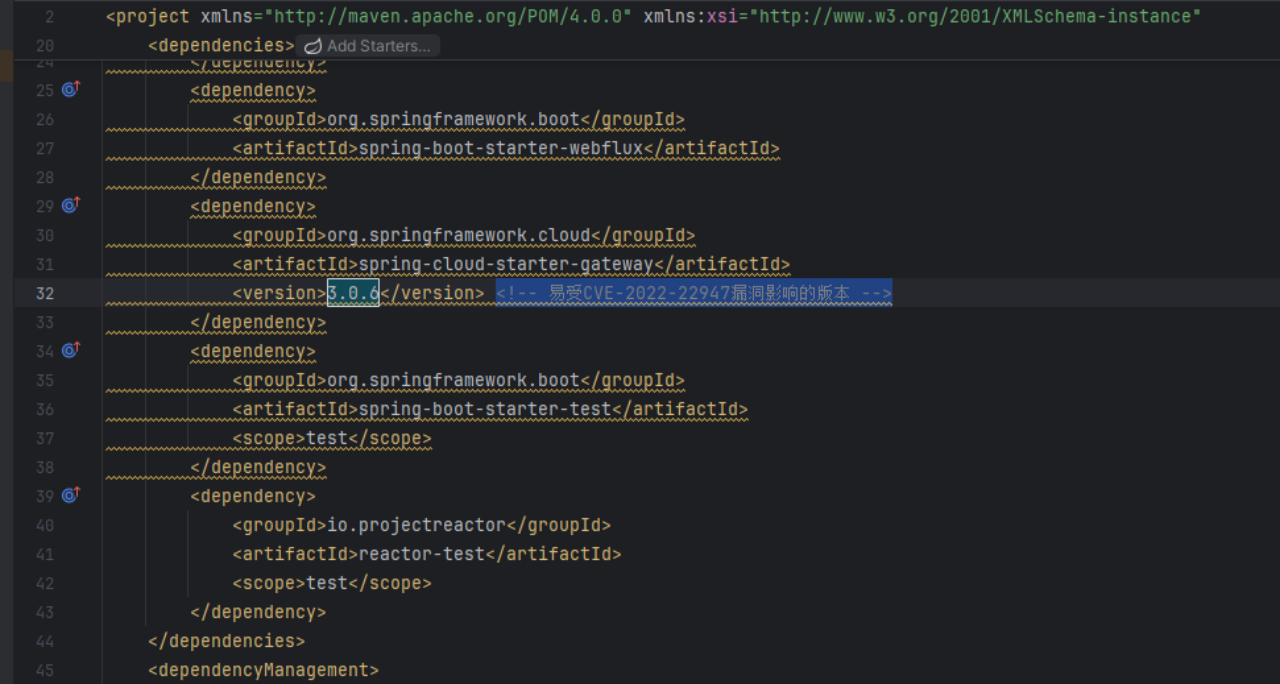 2 <project xmlns="http://maven.apache.org/POM/4.0.0" xmlns:xsi="http://www.w3.org/2001/XMLSchema-instance"
20 <dependencies> Add Starters...
24 </dependency>
25 <dependency>
26 <groupId>org.springframework.boot</groupId>
27 <artifactId>spring-boot-starter-webflux</artifactId>
28 </dependency>
29 <dependency>
30 <groupId>org.springframework.cloud</groupId>
31 <artifactId>spring-cloud-starter-gateway</artifactId>
32 <version>3.0.6</version> <!-- 易受CVE-2022-22947漏洞影响的版本 -->
33 </dependency>
34 <dependency>
35 <groupId>org.springframework.boot</groupId>
36 <artifactId>spring-boot-starter-test</artifactId>
37 <scope>test</scope>
38 </dependency>
39 <dependency>
40 <groupId>io.projectreactor</groupId>
41 <artifactId>reactor-test</artifactId>
42 <scope>test</scope>
43 </dependency>
44 </dependencies>
45 <dependencyManagement>